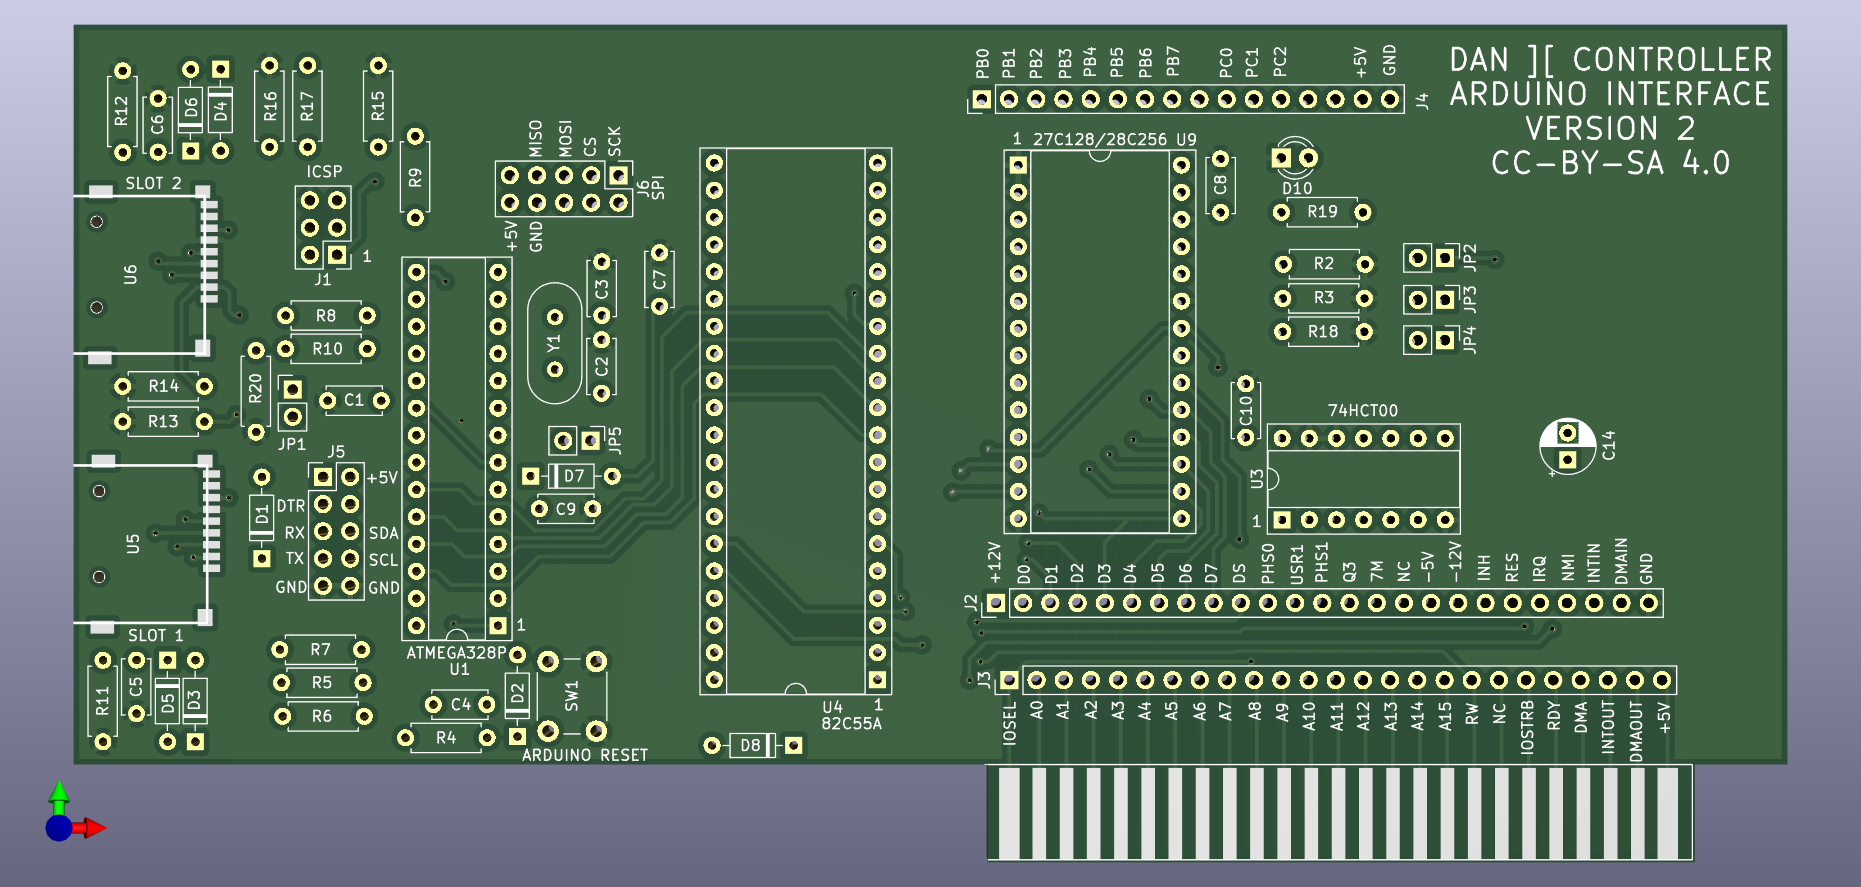 DAN ][ CONTROLLER
ARDUINO INTERFACE
VERSION 2
CC-BY-SA 4.0
PB0 PB1 PB2 PB3 PB4 PB5 PB6 PB7 PC0 PC1 PC2 +5V GND
J4
R12 C6 D6 D4 R16 R17 R15
R9
SLOT 2
ICSP
MISO MOSI CS SCK
J6
SPI
+5V GND
1 27C128/28C256 U9
C8
D10
R19
U6
J1
1
C3
C7
R2
JP2
R3
JP3
R18
JP4
R8
R10
Y1
C2
R14
R20
C1
R13
JP1
JP5
C10
74HCT00
C14
+
J5
+5V
D7
U3
DTR
D1
C9
1
RX SDA
U5
TX SCL
GND GND
+12V D0 D1 D2 D3 D4 D5 D6 D7 DS PHS0 USR1 PHS1 Q3 7M NC -5V -12V INH RES IRQ NMI INTIN DMAIN GND
J2
1
SLOT 1
R7
ATMEGA328P
U1
R11 C5 D5 D3
R5
D2
SW1
J3
R6
C4
U4 1
82C55A
R4
D8
ARDUINO RESET
IOSEL A0 A1 A2 A3 A4 A5 A6 A7 A8 A9 A10 A11 A12 A13 A14 A15 RW NC IOSTRB RDY DMA INTOUT DMAOUT +5V